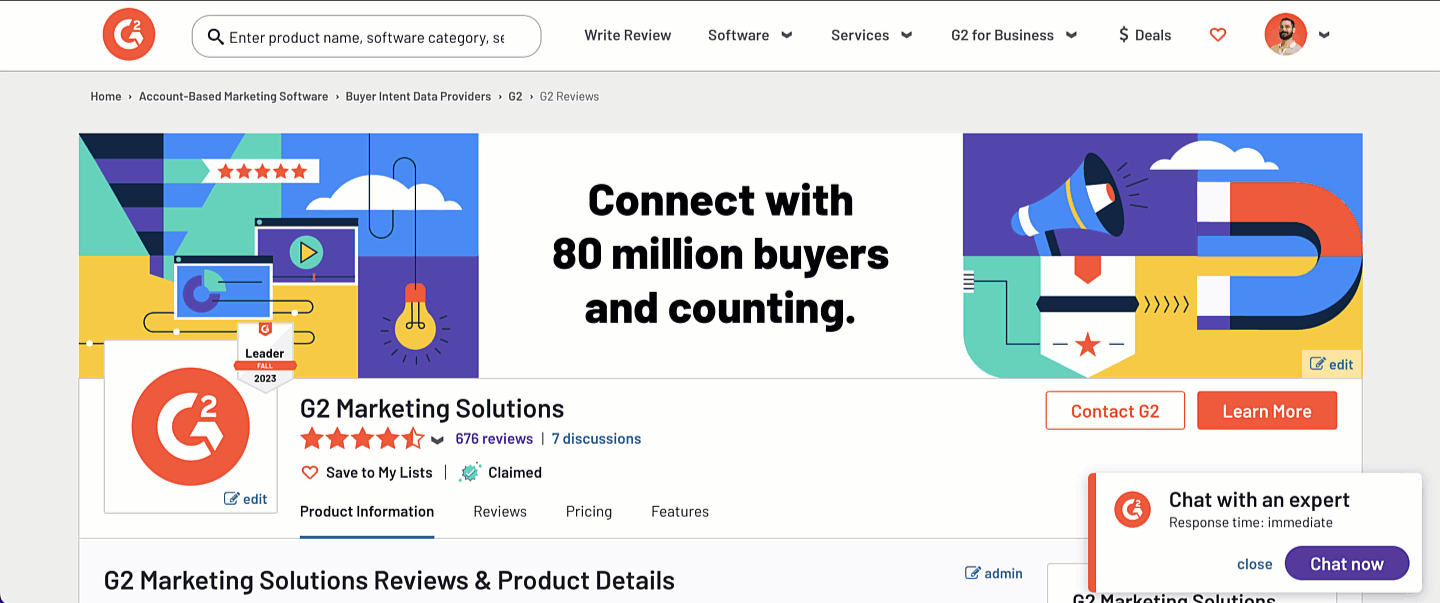 G2
Enter product name, software category, se
Write Review
Software
Services
G2 for Business
$ Deals
Home › Account-Based Marketing Software › Buyer Intent Data Providers › G2 › G2 Reviews
Connect with
80 million buyers
and counting.
edit
G2
Leader
FALL
2023
G2
edit
G2 Marketing Solutions
676 reviews | 7 discussions
Save to My Lists | Claimed
Contact G2
Learn More
Product Information
Reviews
Pricing
Features
G2 Marketing Solutions Reviews & Product Details
admin
G2
Chat with an expert
Response time: immediate
close
Chat now
G2 Marketing Solutions